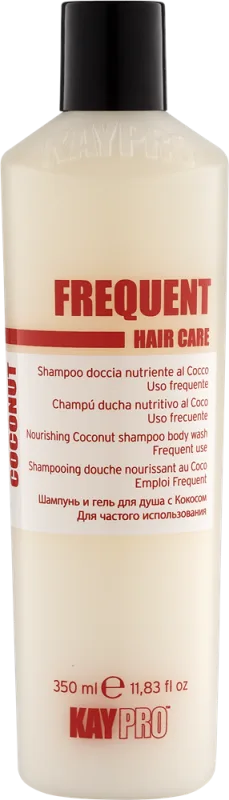 KAYPRO
FREQUENT
HAIR CARE
COCONUT
Shampoo doccia nutriente al Cocco
Uso frequente
Champú ducha nutritivo al Coco
Uso frecuente
Nourishing Coconut shampoo body wash
Frequent use
Shampooing douche nourissant au Coco
Emploi Frequent
Шампунь и гель для душа с Кокосом
Для частого использования
350 ml e 11,83 fl oz
KAYPRO™